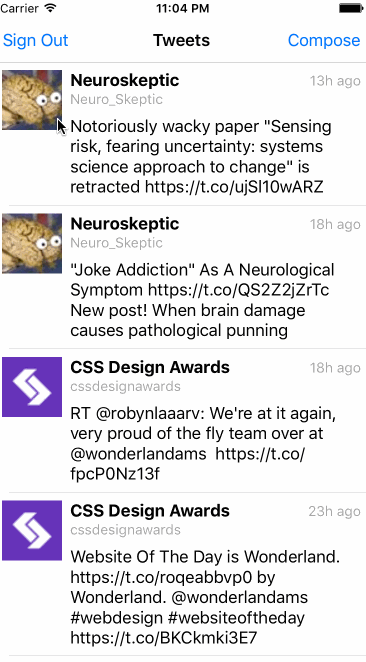 Carrier 11:04 PM
Sign Out Tweets Compose
Neuroskeptic 13h ago
Neuro_Skeptic
Notoriously wacky paper "Sensing
risk, fearing uncertainty: systems
science approach to change" is
retracted https://t.co/ujSl10wARZ
Neuroskeptic 18h ago
Neuro_Skeptic
"Joke Addiction" As A Neurological
Symptom https://t.co/QS2Z2jZrTc
New post! When brain damage
causes pathological punning
CSS Design Awards 18h ago
cssdesignawards
RT @robynlaaarv: We're at it again,
very proud of the fly team over at
@wonderlandams  https://t.co/
fpcP0Nz13f
CSS Design Awards 23h ago
cssdesignawards
Website Of The Day is Wonderland.
https://t.co/roqeabbvp0 by
Wonderland. @wonderlandams
#webdesign #websiteoftheday
https://t.co/BKCkmki3E7